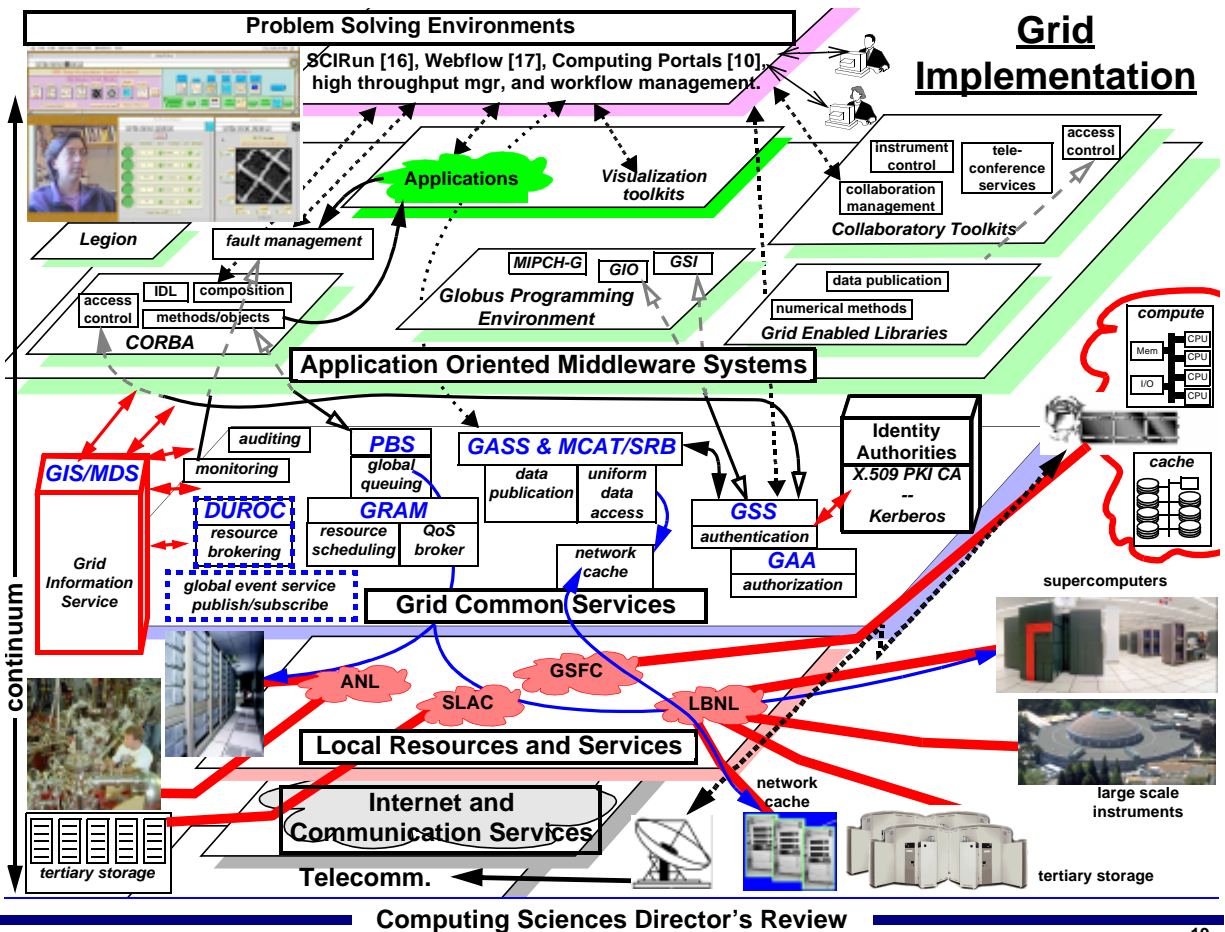 Problem Solving Environments
Grid
Implementation
SCIRun [16], Webflow [17], Computing Portals [10],
high throughput mgr, and workflow management.
Applications
Visualization
toolkits
instrument
control
tele-
conference
services
access
control
collaboration
management
Collaboratory Toolkits
Legion
fault management
access
control
IDL
composition
methods/objects
CORBA
MIPCH-G
GIO
GSI
Globus Programming
Environment
data publication
numerical methods
Grid Enabled Libraries
Application Oriented Middleware Systems
compute
Mem
I/O
CPU
CPU
CPU
CPU
cache
GIS/MDS
Grid
Information
Service
auditing
monitoring
PBS
global
queuing
GASS & MCAT/SRB
data
publication
uniform
data
access
Identity
Authorities
X.509 PKI CA
--
Kerberos
DUROC
resource
brokering
GRAM
resource
scheduling
QoS
broker
GSS
authentication
GAA
authorization
network
cache
global event service
publish/subscribe
Grid Common Services
supercomputers
continuum
ANL
SLAC
GSFC
LBNL
Local Resources and Services
large scale
instruments
network
cache
Internet and
Communication Services
tertiary storage
tertiary storage
Telecomm.
Computing Sciences Director's Review